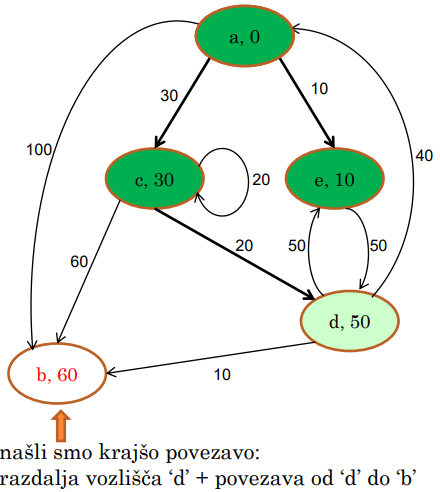 a, 0
30
10
100
40
c, 30
20
e, 10
60
20
50
50
d, 50
b, 60
10
našli smo krajšo povezavo:
razdalja vozlišča ‘d’ + povezava od ‘d’ do ‘b’